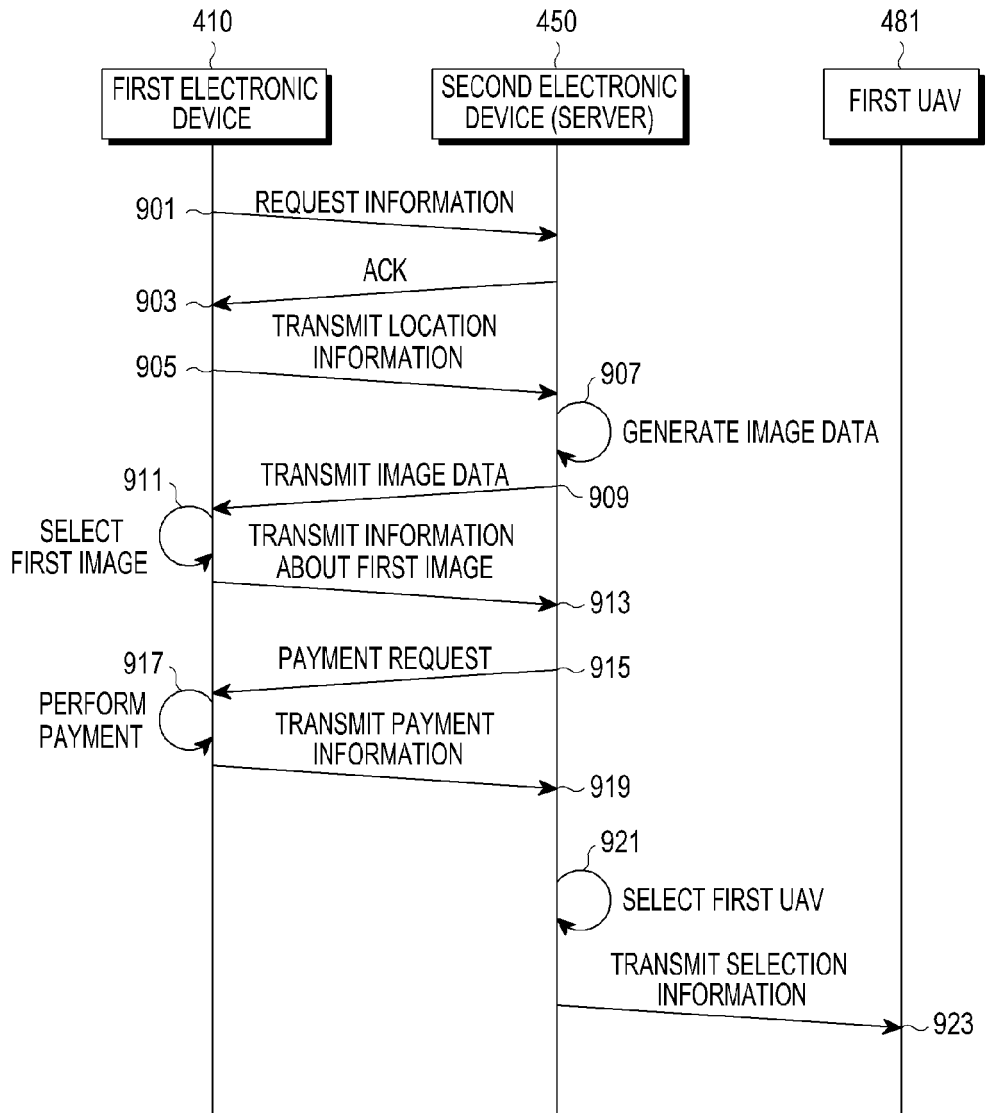 410
450
481
FIRST ELECTRONIC
DEVICE
SECOND ELECTRONIC
DEVICE (SERVER)
FIRST UAV
901
REQUEST INFORMATION
ACK
903
TRANSMIT LOCATION
INFORMATION
905
907
GENERATE IMAGE DATA
TRANSMIT IMAGE DATA
909
911
SELECT
FIRST IMAGE
TRANSMIT INFORMATION
ABOUT FIRST IMAGE
913
PAYMENT REQUEST
915
917
PERFORM
PAYMENT
TRANSMIT PAYMENT
INFORMATION
919
921
SELECT FIRST UAV
TRANSMIT SELECTION
INFORMATION
923